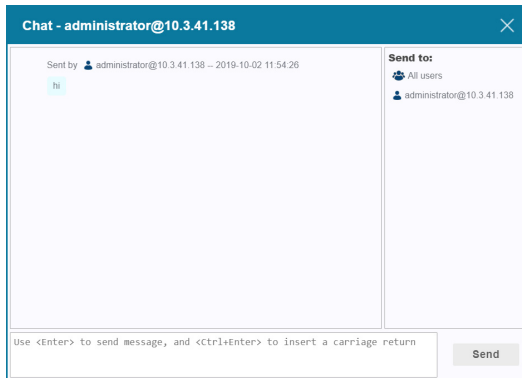 Chat - administrator@10.3.41.138
Sent by administrator@10.3.41.138 -- 2019-10-02 11:54:26
hi
Send to:
All users
administrator@10.3.41.138
Use <Enter> to send message, and <Ctrl+Enter> to insert a carriage return
Send